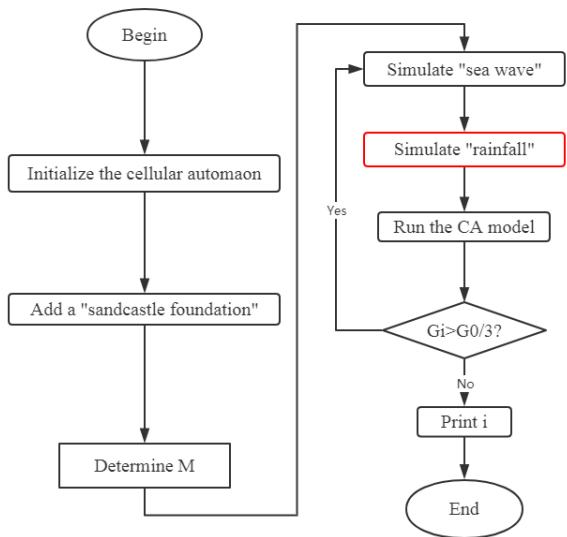 Begin
Initialize the cellular automaon
Add a "sandcastle foundation"
Determine M
Simulate "sea wave"
Simulate "rainfall"
Yes
Run the CA model
Gi>G0/3?
No
Print i
End